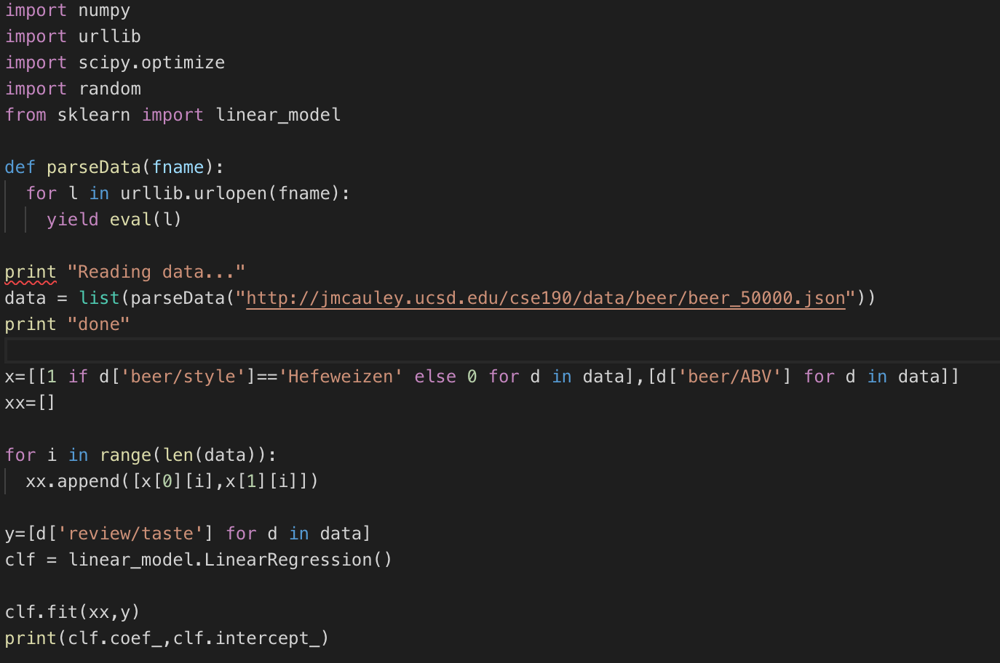 import numpy
import urllib
import scipy.optimize
import random
from sklearn import linear_model
def parseData(fname):
for l in urllib.urlopen(fname):
yield eval(l)
print "Reading data..."
data = list(parseData("http://jmcauley.ucsd.edu/cse190/data/beer/beer_50000.json"))
print "done"
x=[[1 if d['beer/style']=='Hefeweizen' else 0 for d in data],[d['beer/ABV'] for d in data]]
xx=[]
for i in range(len(data)):
xx.append([x[0][i],x[1][i]])
y=[d['review/taste'] for d in data]
clf = linear_model.LinearRegression()
clf.fit(xx,y)
print(clf.coef_,clf.intercept_)